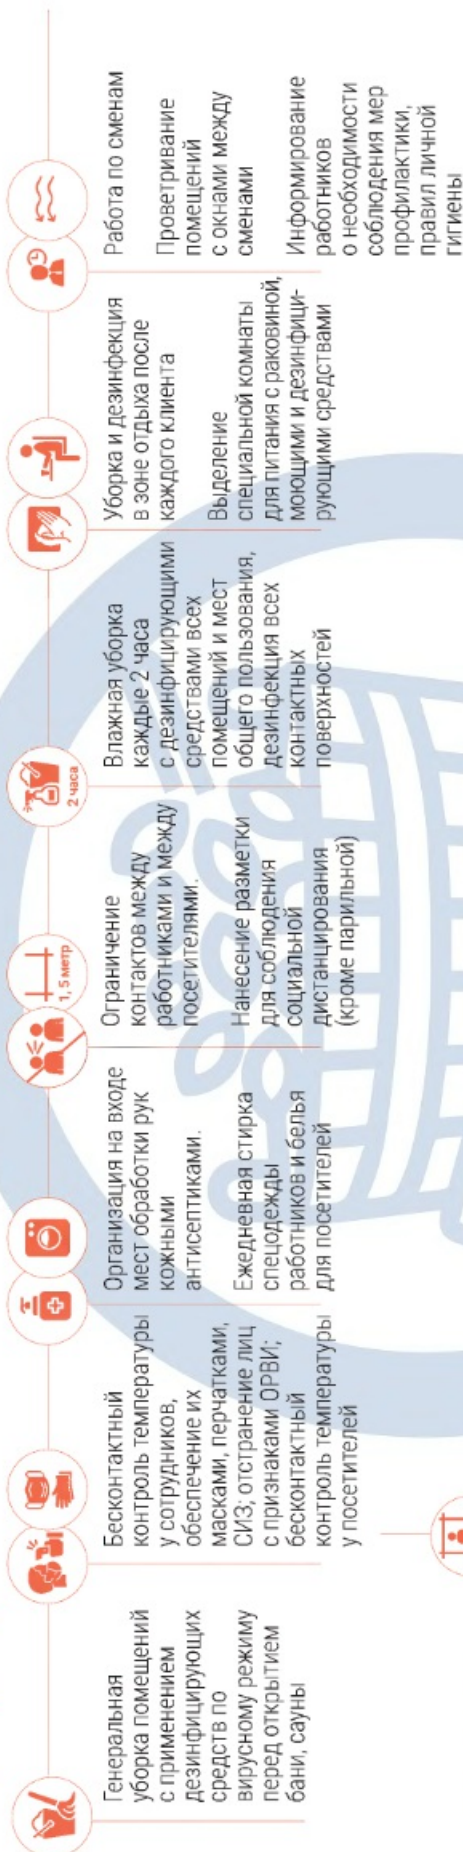 Генеральная
уборка помещений
с применением
дезинфицирующих
средств по
вирусному режиму
перед открытием
бани, сауны
Бесконтактный
контроль температуры
у сотрудников,
обеспечение их
масками, перчатками,
СИЗ; отстранение лиц
с признаками ОРВИ;
бесконтактный
контроль температуры
у посетителей
Организация на входе
мест обработки рук
кожными
антисептиками.
Ежедневная стирка
спецодежды
работников и белья
для посетителей
1, 5 метр
Ограничение
контактов между
работниками и между
посетителями.
Нанесение разметки
для соблюдения
социальной
дистанцирования
(кроме парильной)
2 часа
Влажная уборка
каждые 2 часа
с дезинфицирующими
средствами всех
помещений и мест
общего пользования,
дезинфекция всех
контактных
поверхностей
Уборка и дезинфекция
в зоне отдыха после
каждого клиента
Выделение
специальной комнаты
для питания с раковиной,
моющими и дезинфици-
рующими средствами
Работа по сменам
Проветривание
помещений
с окнами между
сменами
Информирование
работников
о необходимости
соблюдения мер
профилактики,
правил личной
гигиены